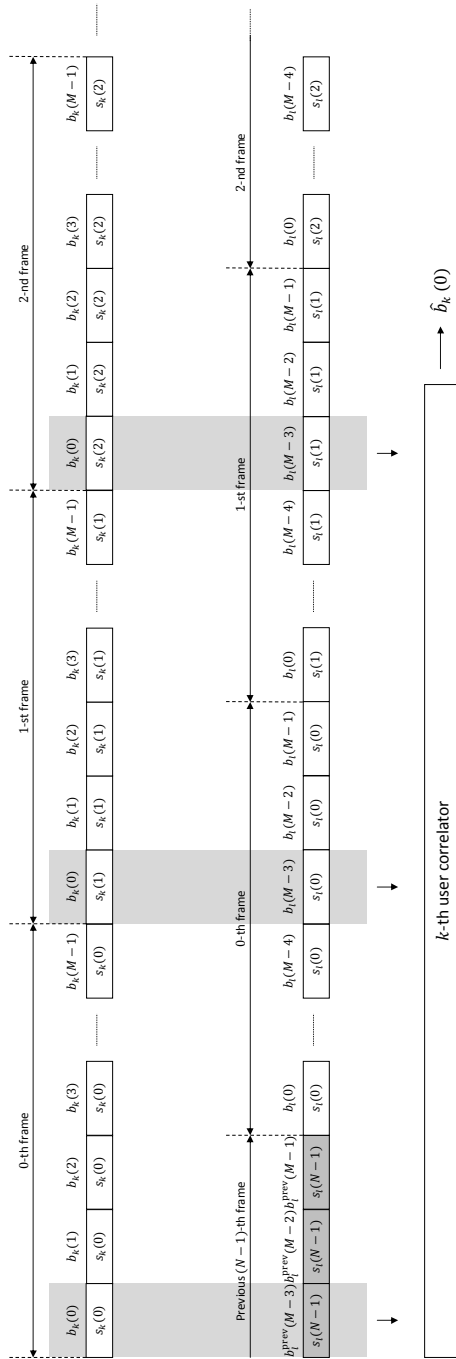 0-th frame 1-st frame 2-nd frame
b_k(0) b_k(1) b_k(2) b_k(3) b_k(M − 1) b_k(0) b_k(1) b_k(2) b_k(3) b_k(M − 1) b_k(0) b_k(1) b_k(2) b_k(3) b_k(M − 1)
s_k(0) s_k(0) s_k(0) s_k(0) s_k(0) s_k(1) s_k(1) s_k(1) s_k(1) s_k(1) s_k(2) s_k(2) s_k(2) s_k(2) s_k(2)
Previous (N − 1)-th frame 0-th frame 1-st frame 2-nd frame
b_l^prev(M − 3) b_l^prev(M − 2) b_l^prev(M − 1) b_l(0) b_l(M − 4) b_l(M − 3) b_l(M − 2) b_l(M − 1) b_l(0) b_l(M − 4) b_l(M − 3) b_l(M − 2) b_l(M − 1) b_l(0) b_l(M − 4)
s_l(N − 1) s_l(N − 1) s_l(N − 1) s_l(0) s_l(0) s_l(0) s_l(0) s_l(0) s_l(1) s_l(1) s_l(1) s_l(1) s_l(1) s_l(2) s_l(2)
k-th user correlator
b̂_k(0)